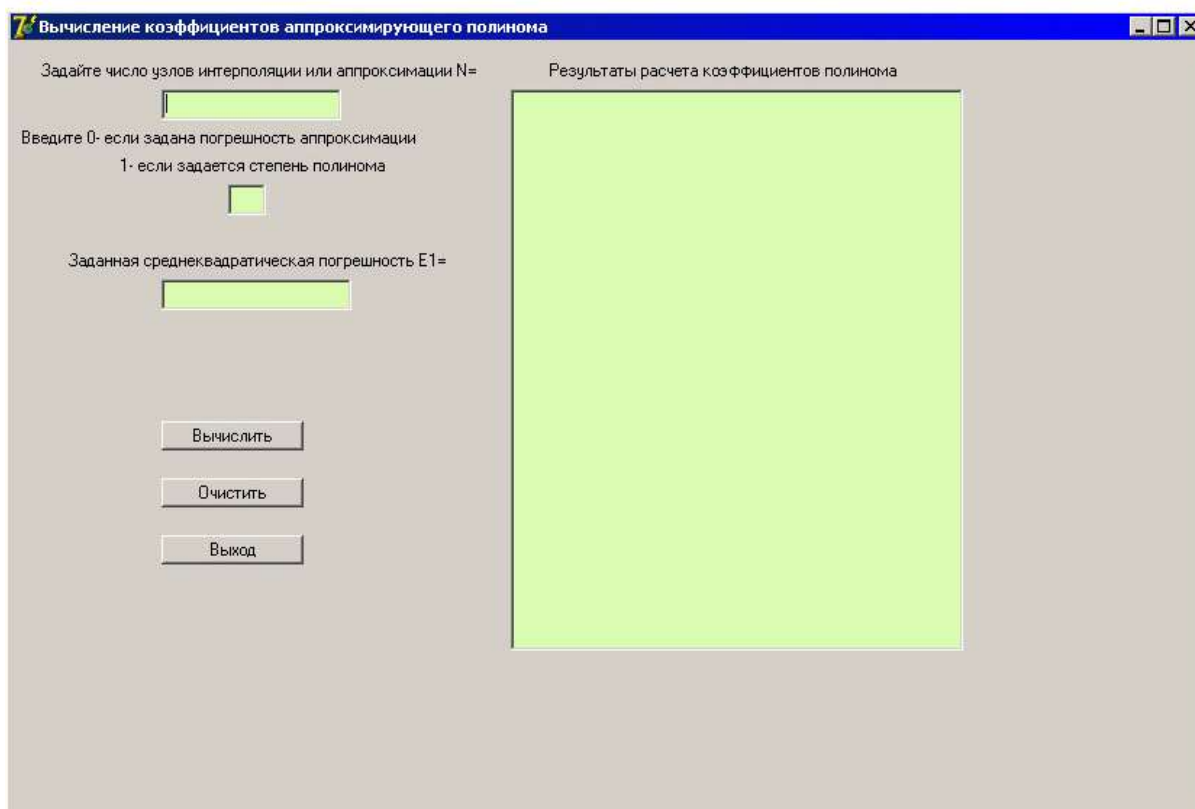 Вычисление коэффициентов аппроксимирующего полинома
Задайте число узлов интерполяции или аппроксимации N=
Введите 0- если задана погрешность аппроксимации
1- если задается степень полинома
Заданная среднеквадратическая погрешность E1=
Вычислить
Очистить
Выход
Результаты расчета коэффициентов полинома